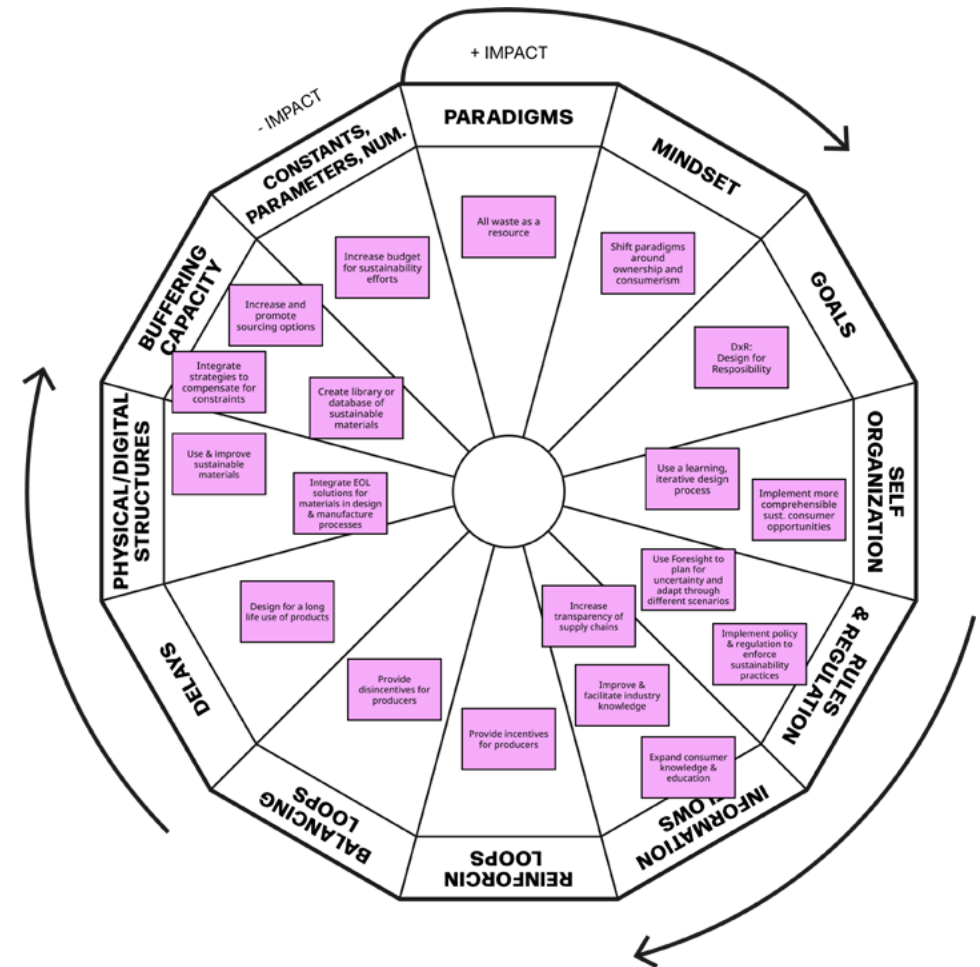 + IMPACT
- IMPACT
PARADIGMS
All waste as a
resource
MINDSET
Shift paradigms
around
ownership and
consumerism
GOALS
DxR:
Design for
Resposibility
SELF
ORGANIZATION
Use a learning,
iterative design
process
Implement more
comprehensible
sust. consumer
opportunities
RULES
& REGULATION
Use Foresight to
plan for
uncertainty and
adapt through
different scenarios
Implement policy
& regulation to
enforce
sustainability
practices
INFORMATION
LOWS
Increase
transparency of
supply chains
Improve &
facilitate industry
knowledge
Expand consumer
knowledge &
education
REINFORCIN
LOOPS
Provide incentives
for producers
BALANCING
LOOPS
Provide
disincentives for
producers
DELAYS
Design for a long
life use of products
PHYSICAL/DIGITAL
STRUCTURES
Use & improve
sustainable
materials
Integrate EOL
solutions for
materials in design
& manufacture
processes
BUFFERING
CAPACITY
Increase and
promote
sourcing options
Integrate
strategies to
compensate for
constraints
Create library or
database of
sustainable
materials
CONSTANTS,
PARAMETERS, NUM.
Increase budget
for sustainability
efforts